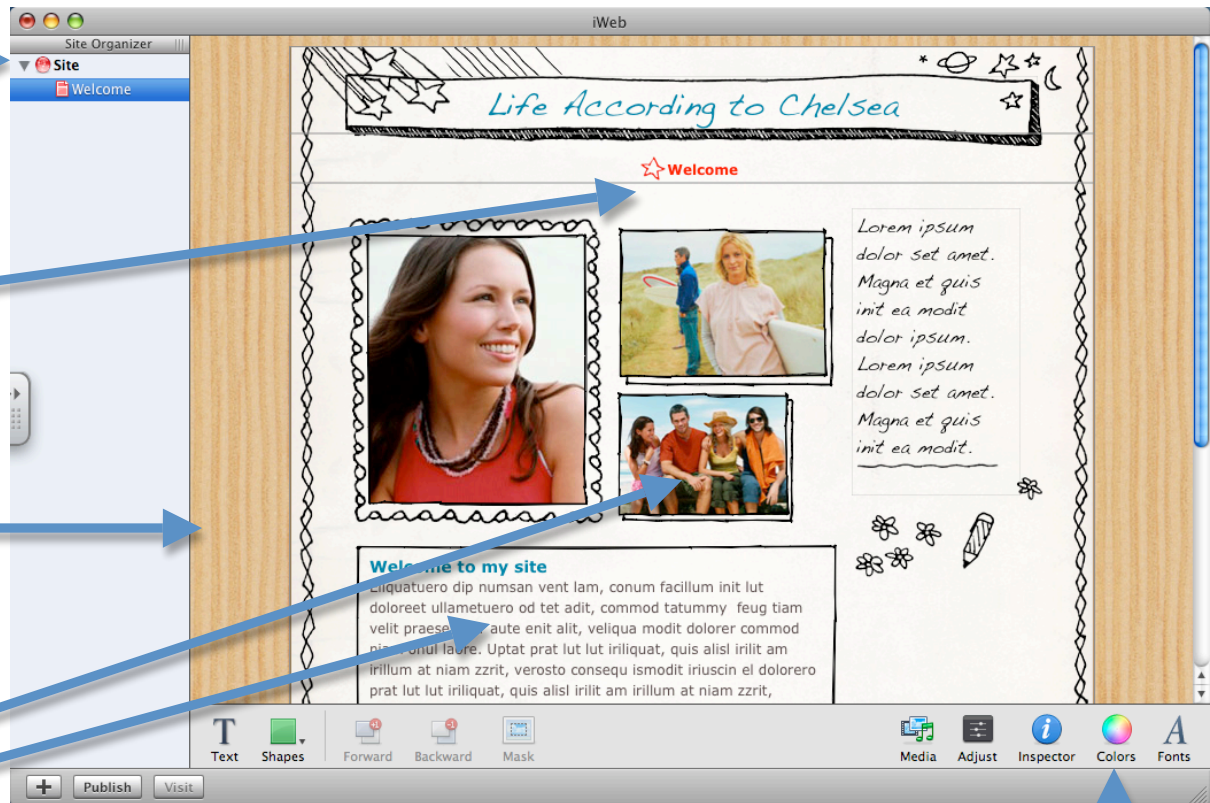 iWeb
Site Organizer
Site
Welcome
Life According to Chelsea
Welcome
Lorem ipsum
dolor set amet.
Magna et quis
init ea modit
dolor ipsum.
Lorem ipsum
dolor set amet.
Magna et quis
init ea modit.
Welcome to my site
Eliquatuero dip numsan vent lam, conum facillum init lut
doloreet ullametuero od tet adit, commod tatummy feug tiam
velit aute enit alit, veliqua modit dolorer commod
laore. Uptat prat lut lut iriliquat, quis alisl irilit am
irillum at niam zzrit, verosto consequ ismodit iriuscin el dolorero
prat lut lut iriliquat, quis alisl irilit am irillum at niam zzrit,
Text Shapes Forward Backward Mask Media Adjust Inspector Colors Fonts
Publish Visit